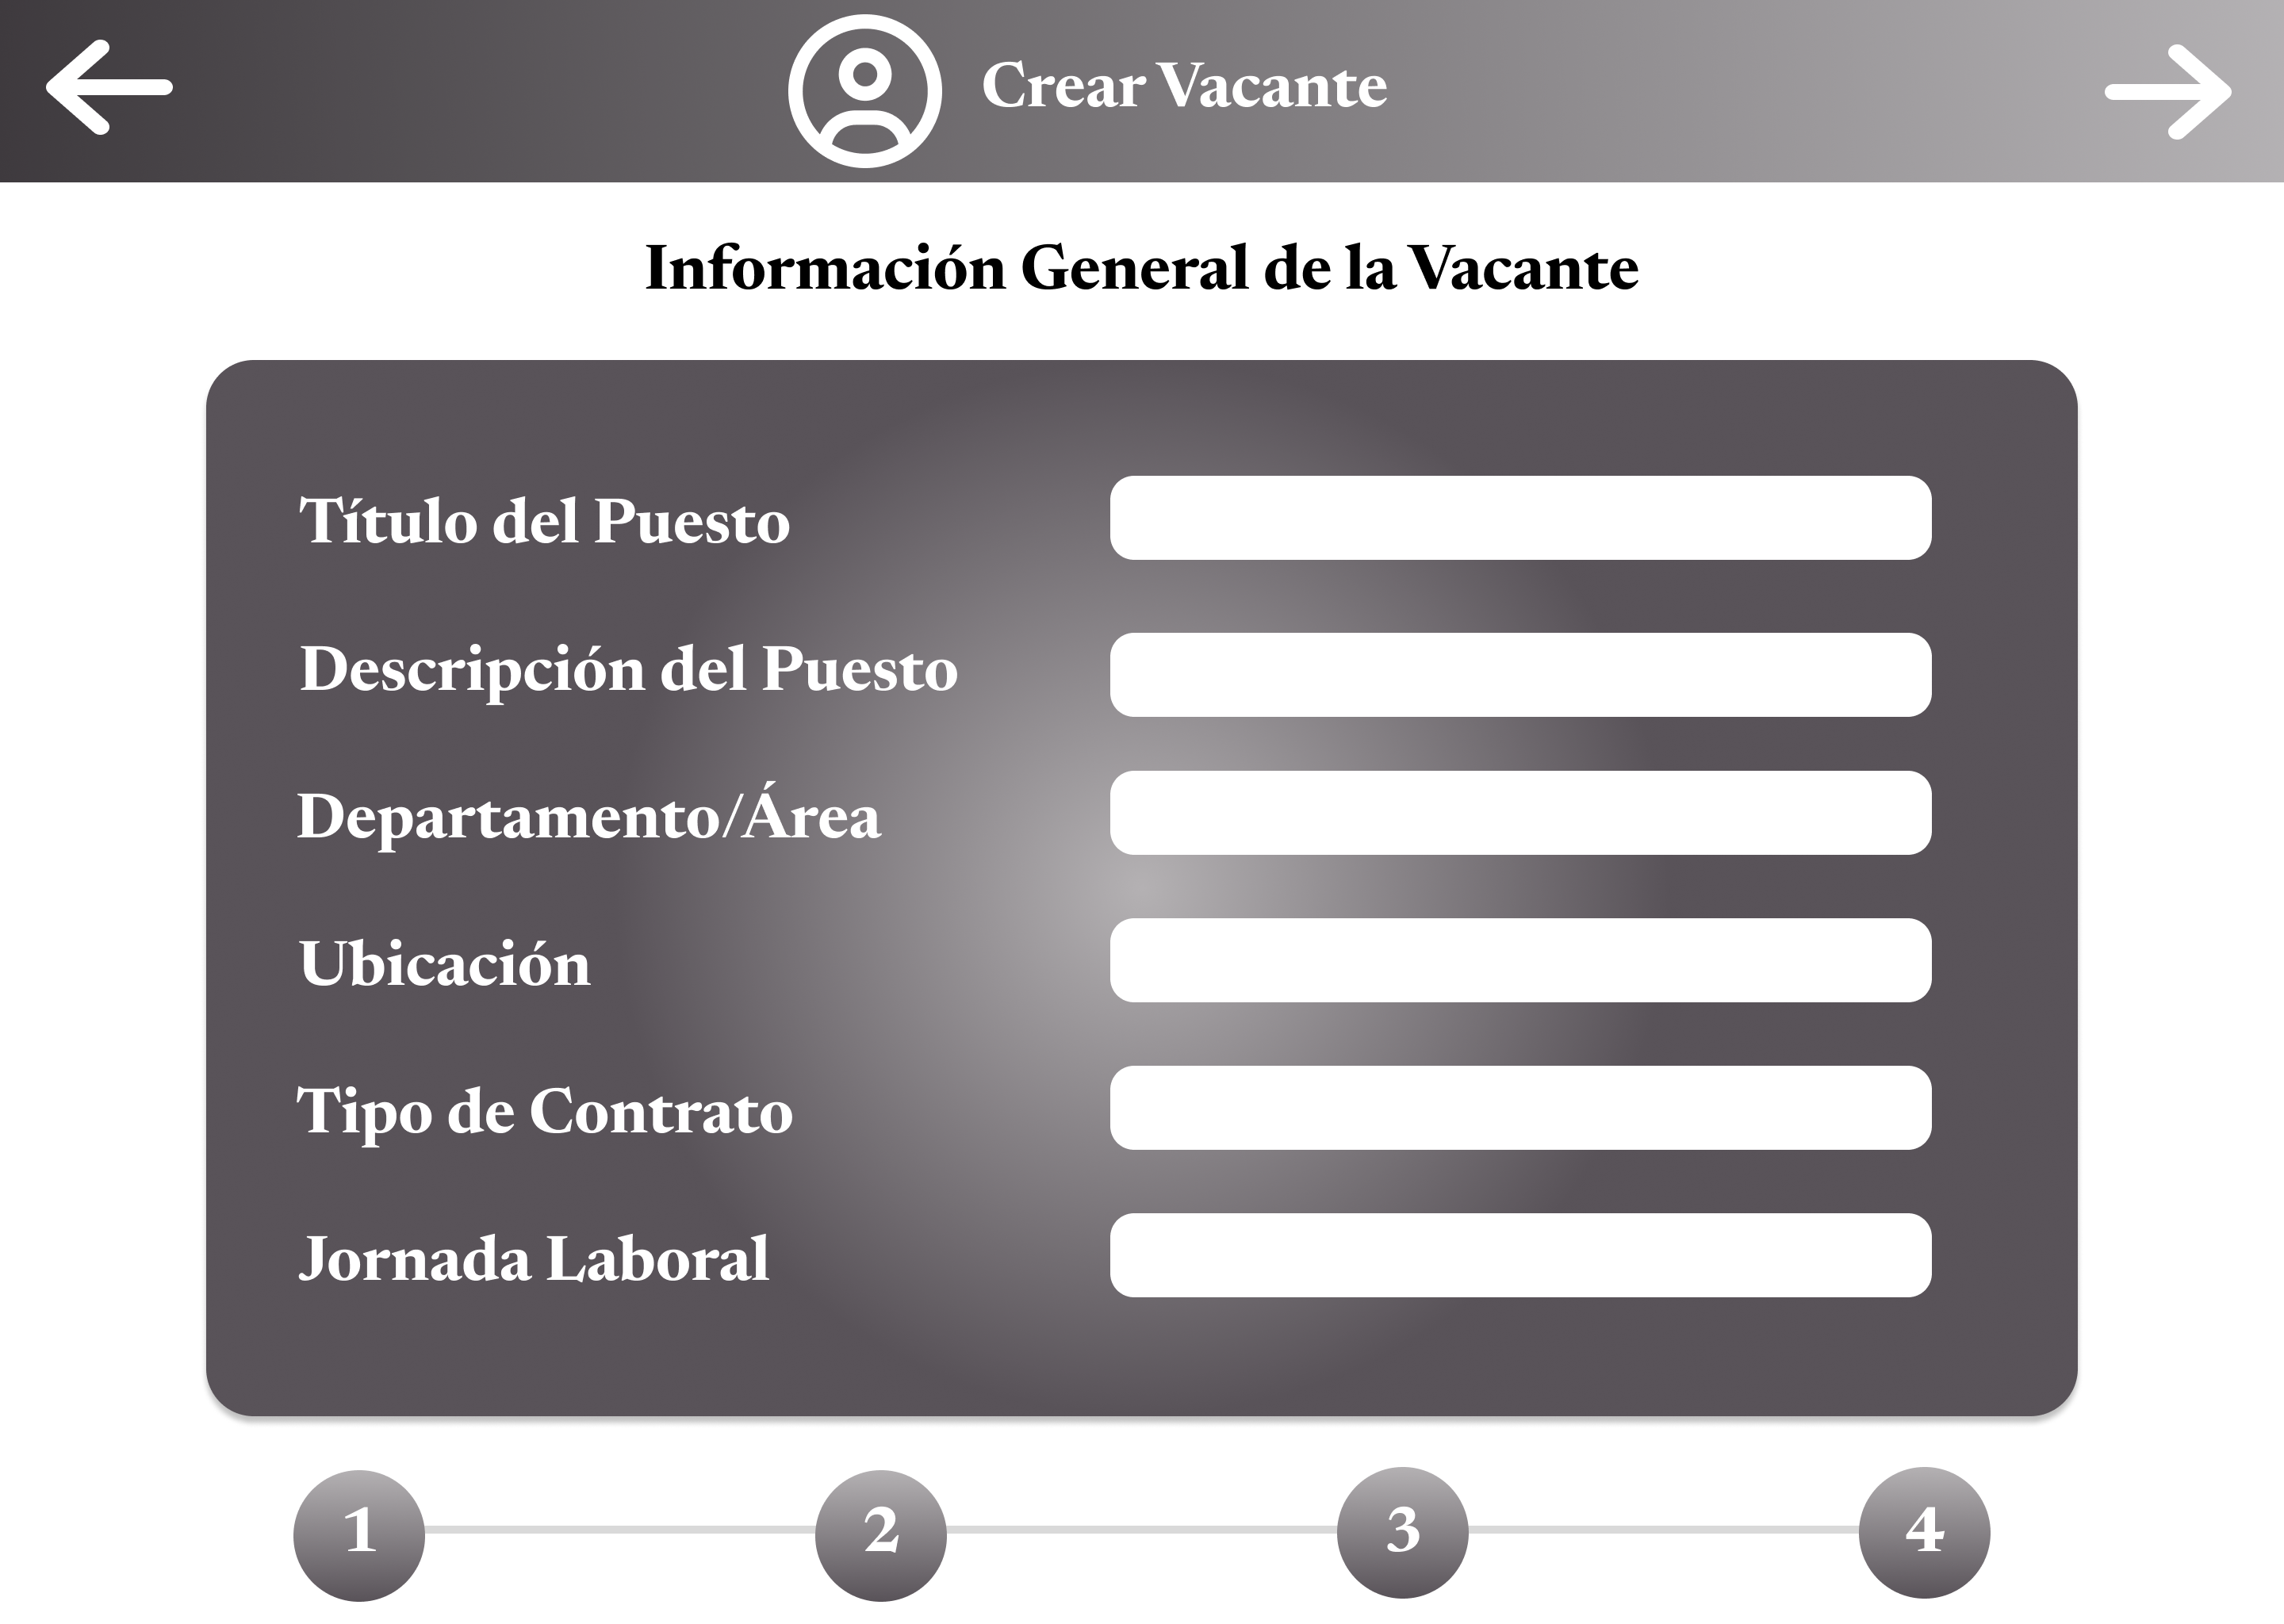 Crear Vacante
Información General de la Vacante
Título del Puesto
Descripción del Puesto
Departamento/Área
Ubicación
Tipo de Contrato
Jornada Laboral
1 2 3 4